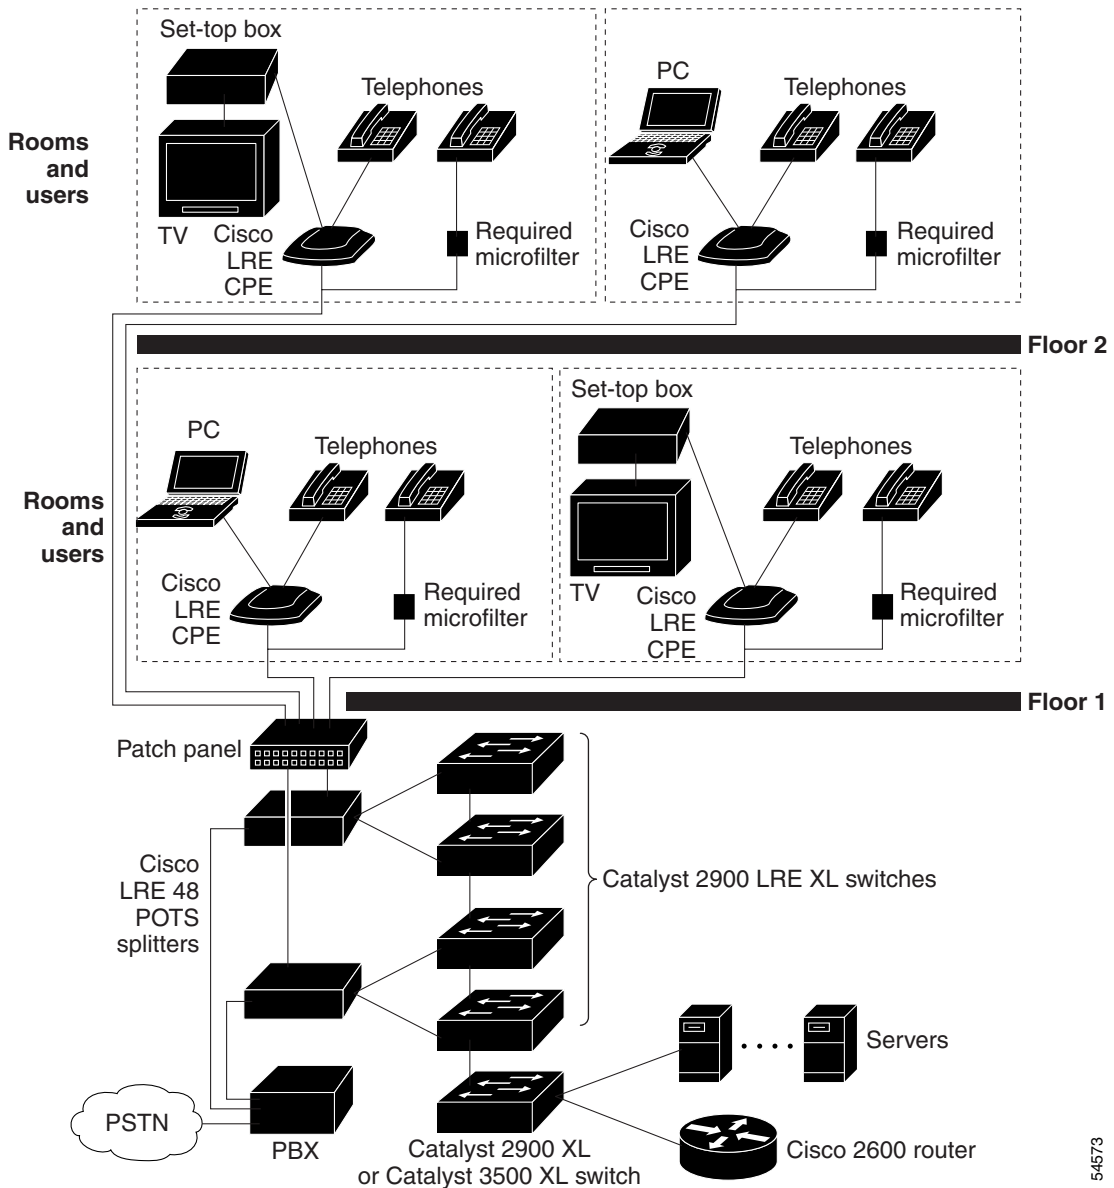 Set-top box
Telephones
TV
Cisco
LRE
CPE
Required
microfilter
PC
Telephones
Cisco
LRE
CPE
Required
microfilter
Rooms
and
users
Floor 2
PC
Telephones
Cisco
LRE
CPE
Required
microfilter
Set-top box
Telephones
TV
Cisco
LRE
CPE
Required
microfilter
Rooms
and
users
Floor 1
Patch panel
Cisco
LRE 48
POTS
splitters
Catalyst 2900 LRE XL switches
Servers
PSTN
PBX
Catalyst 2900 XL
or Catalyst 3500 XL switch
Cisco 2600 router
54573